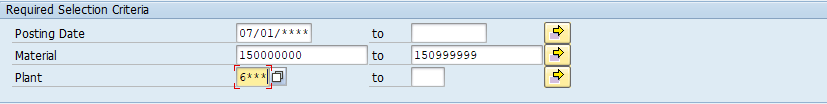 Required Selection Criteria
Posting Date 07/01/**** to
Material 150000000 to 150999999
Plant 6*** to